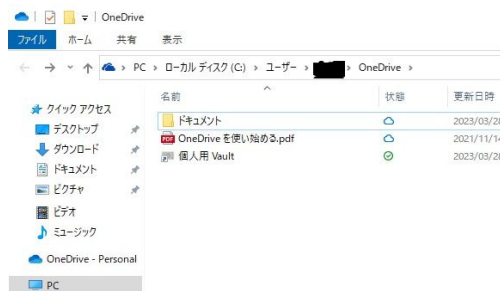 OneDrive
ファイル ホーム 共有 表示
PC › ローカル ディスク (C:) › ユーザー › OneDrive ›
名前 状態 更新日時
クイック アクセス
デスクトップ
ダウンロード
ドキュメント
ピクチャ
ビデオ
ミュージック
OneDrive - Personal
PC
ドキュメント 2023/03/28
PDF OneDrive を使い始める.pdf 2021/11/14
個人用 Vault 2023/03/28